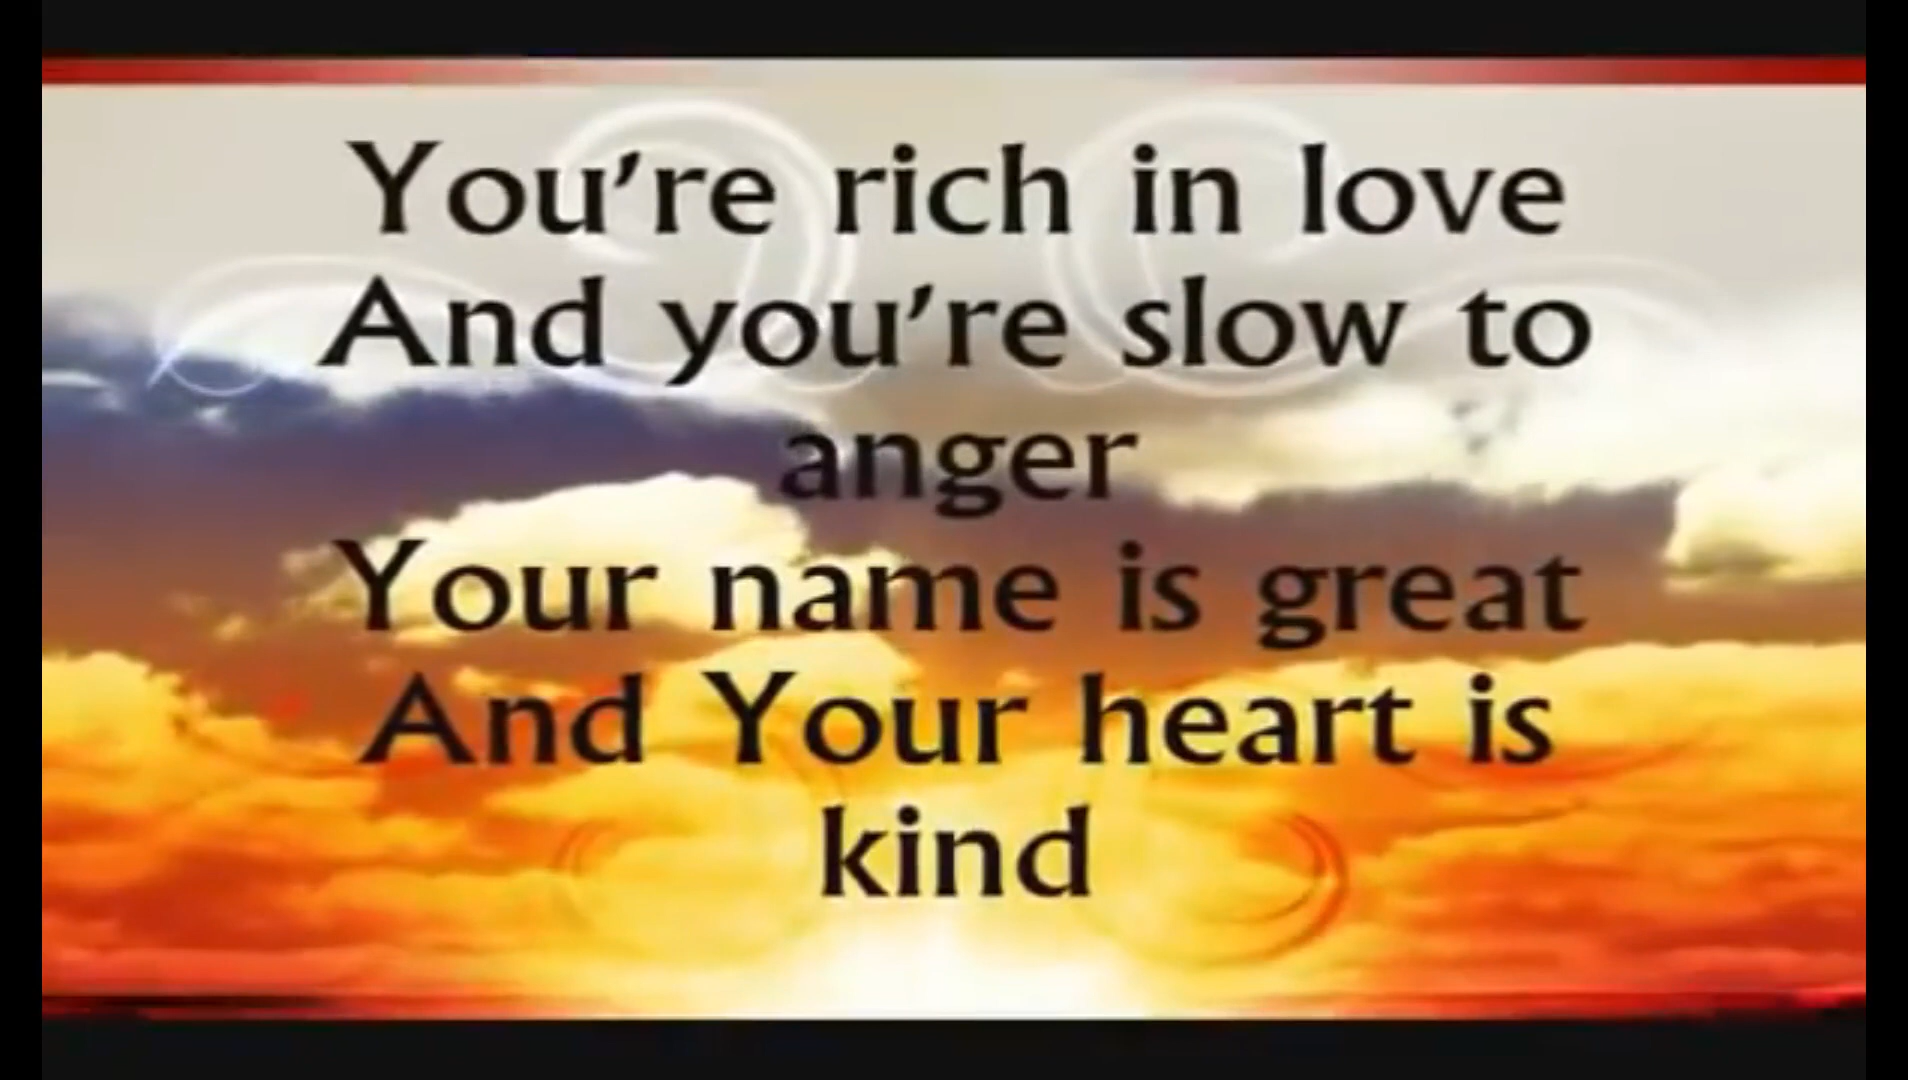 You're rich in love
And you're slow to
anger
Your name is great
And Your heart is
kind